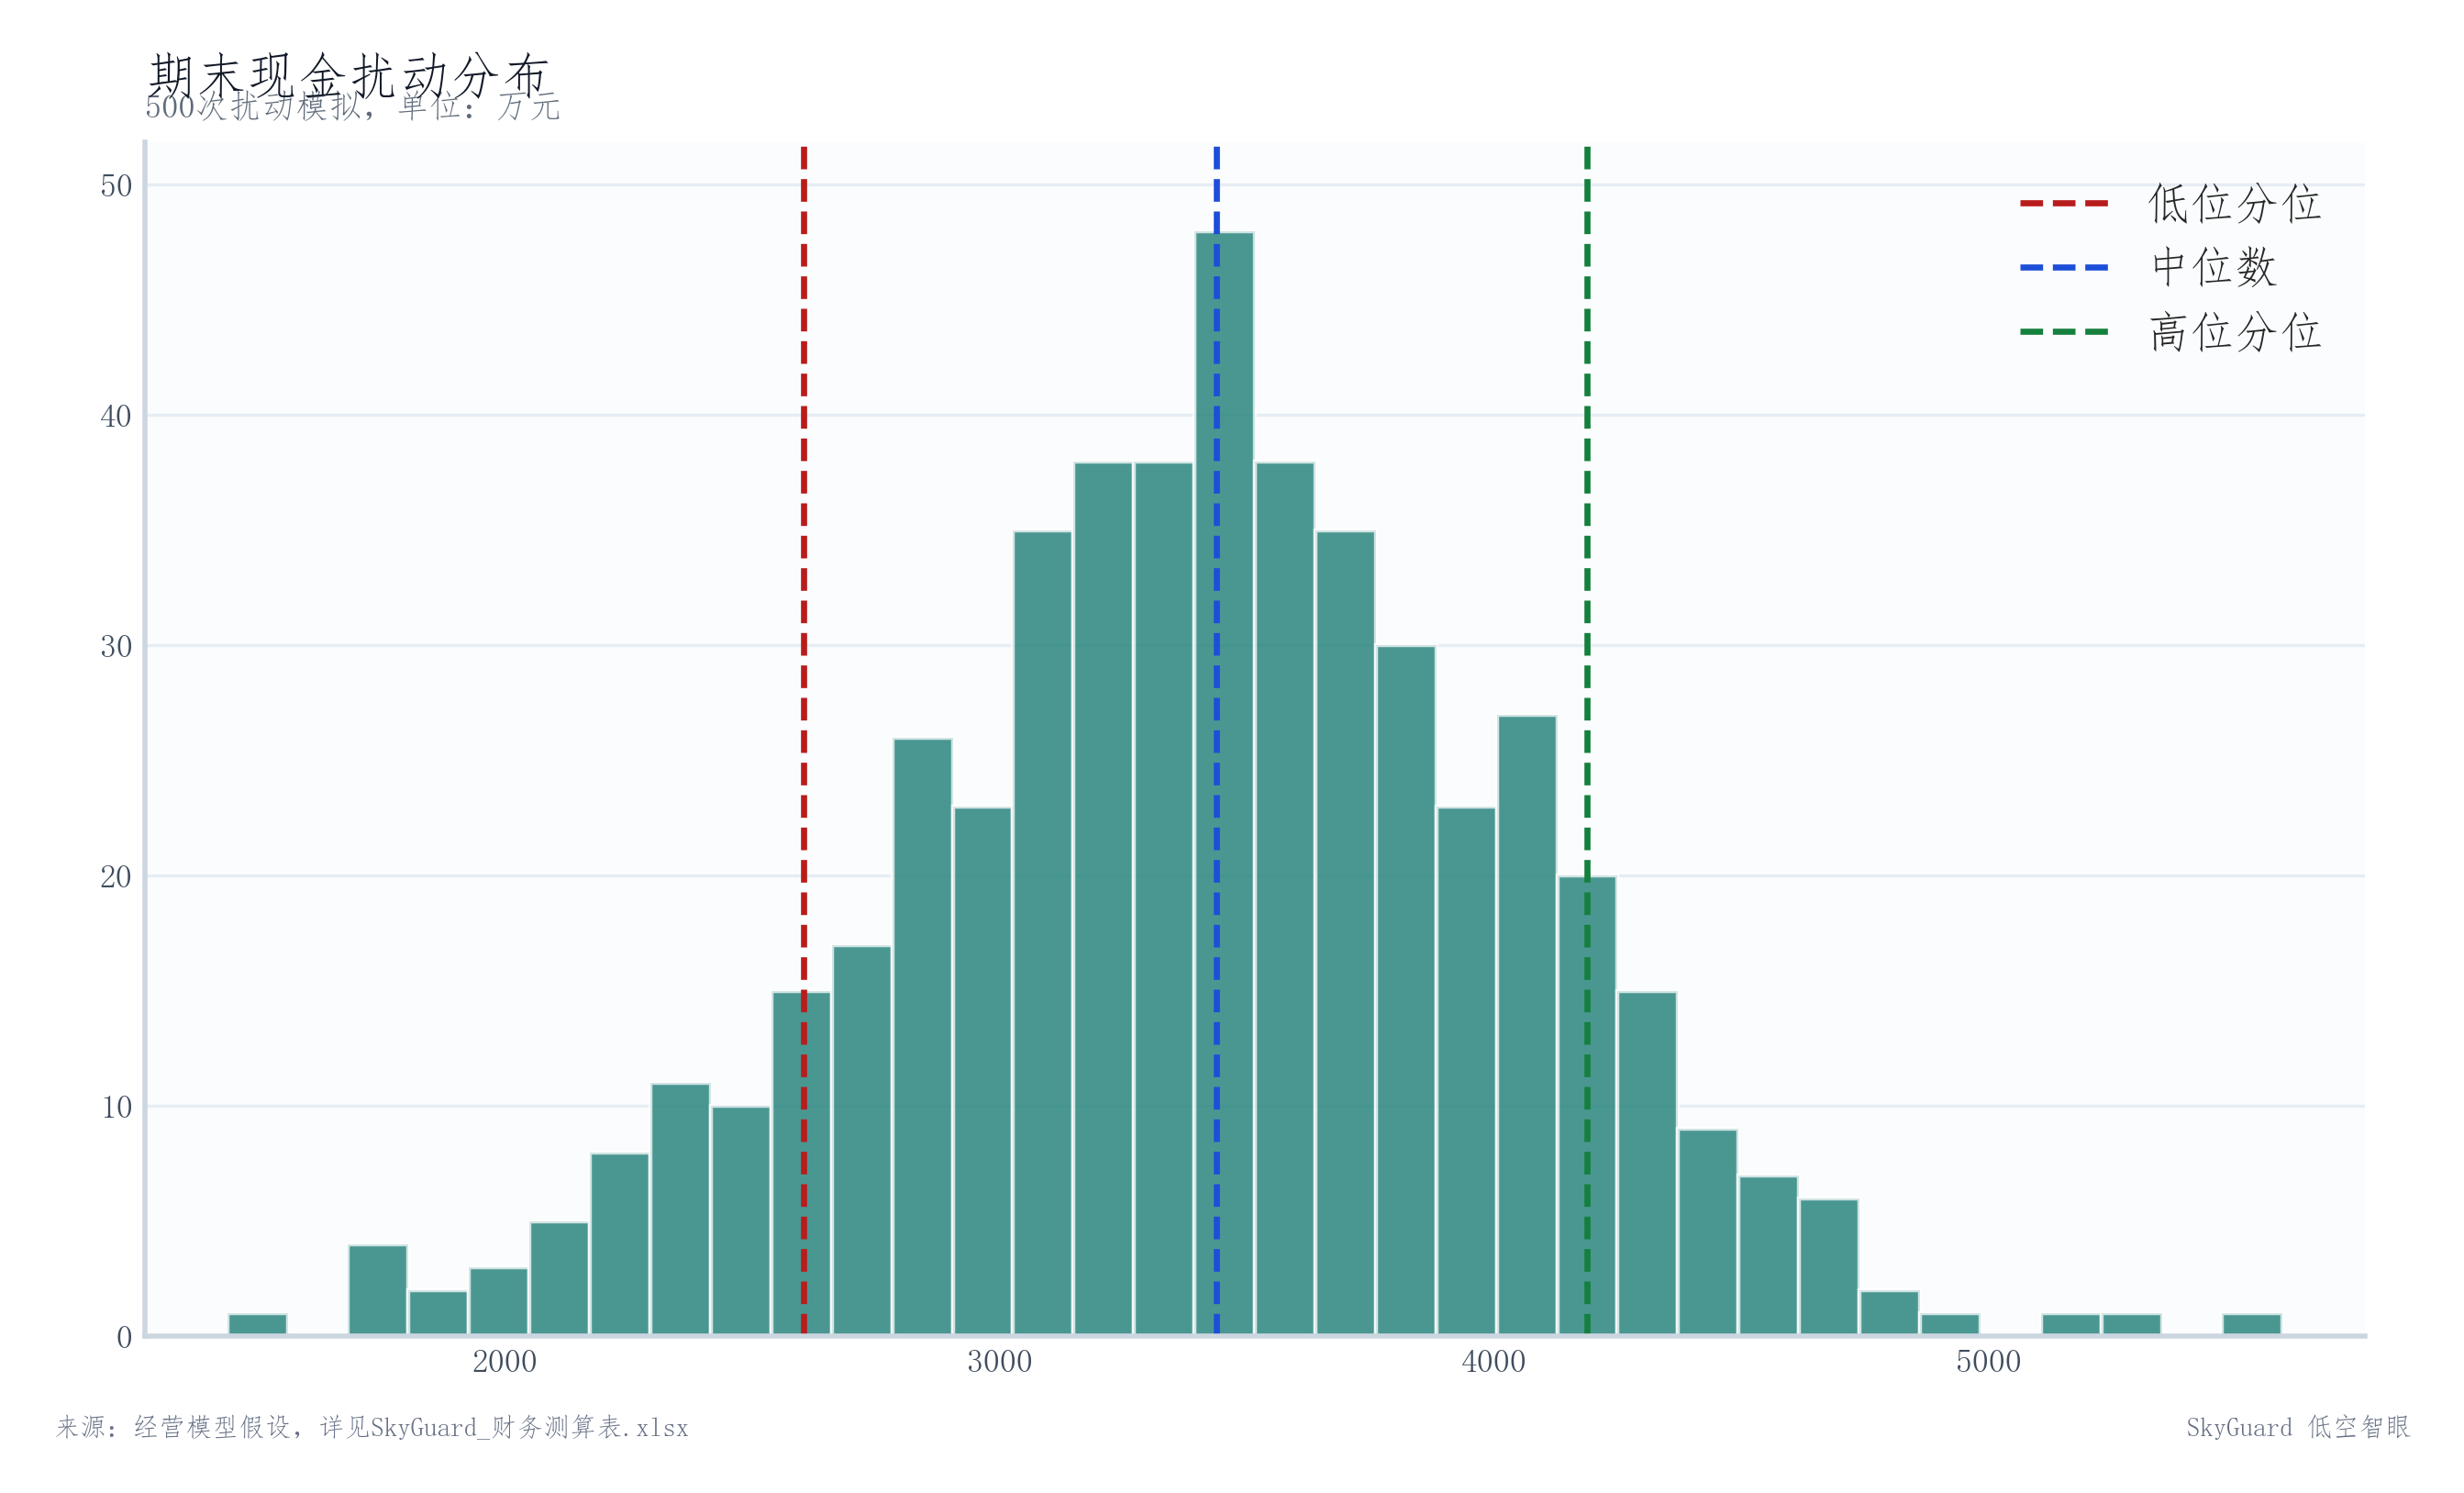 期末现金扰动分布
500次扰动模拟，单位：万元
50
40
30
20
10
0
低位分位
中位数
高位分位
2000 3000 4000 5000
来源：经营模型假设，详见SkyGuard_财务测算表.xlsx
SkyGuard 低空智眼